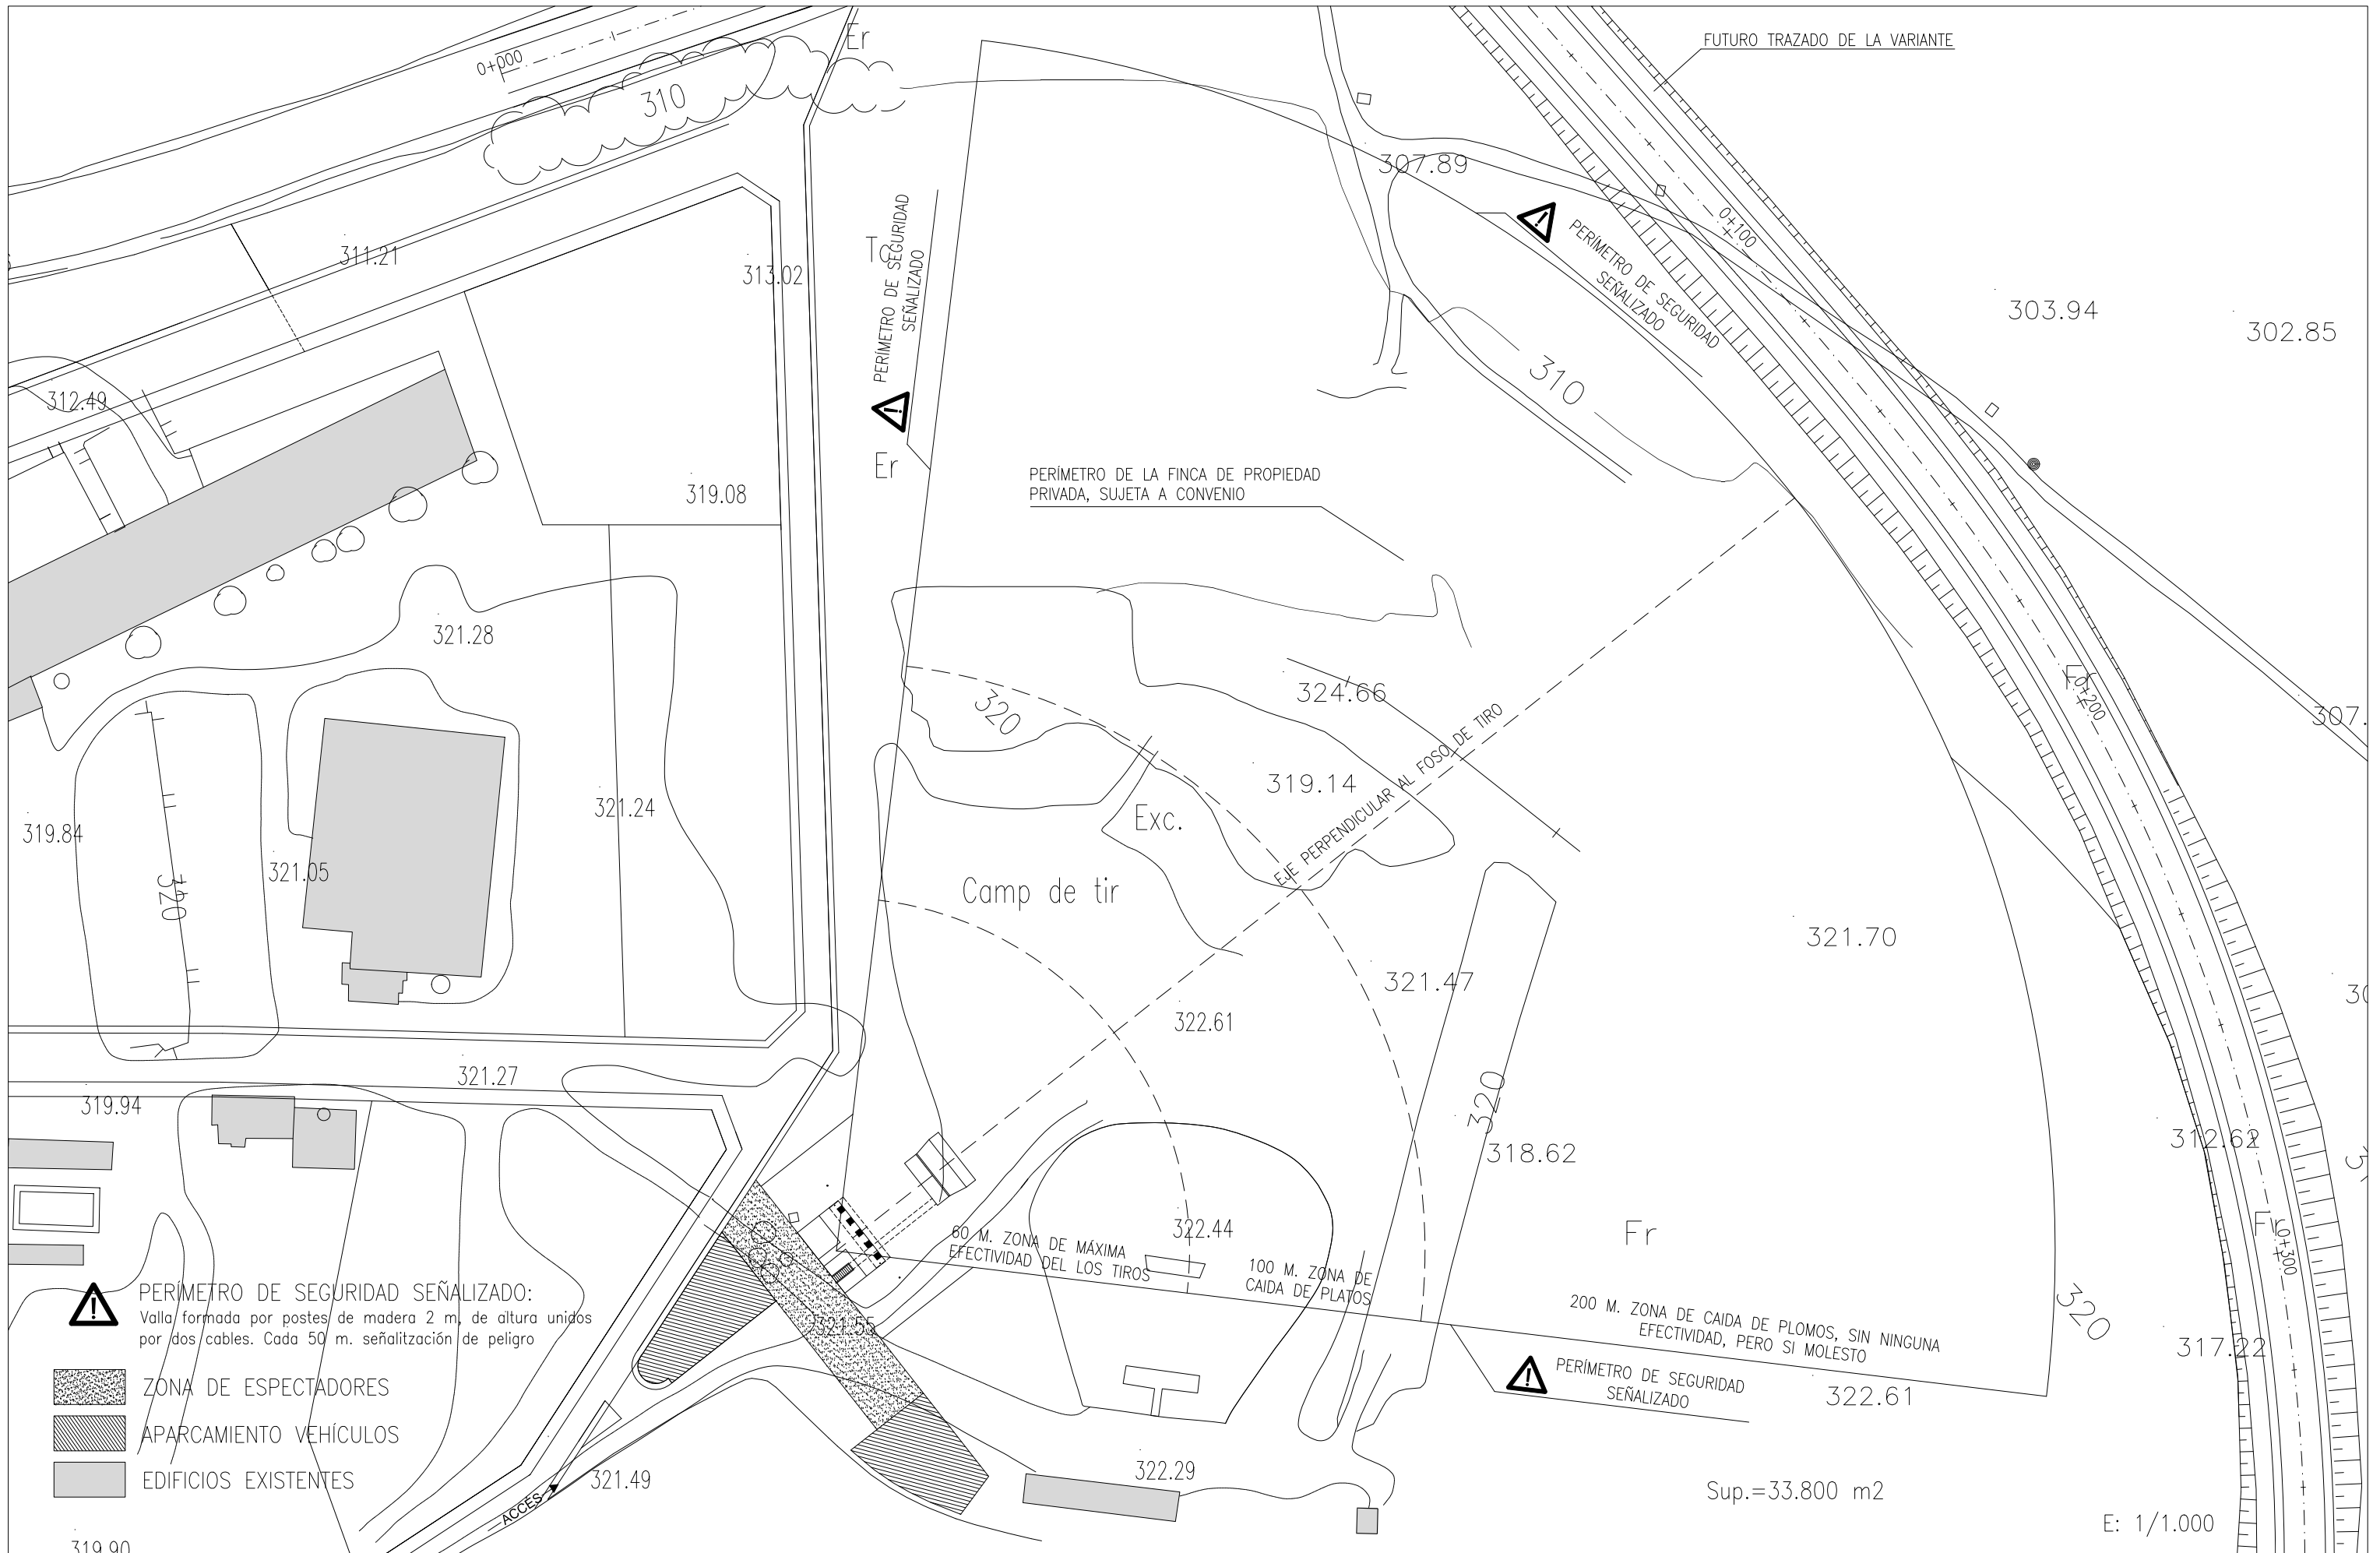 Er
FUTURO TRAZADO DE LA VARIANTE
0+000
310
307.89
311.21
313.02
To
PERÍMETRO DE SEGURIDAD
SEÑALIZADO
PERÍMETRO DE SEGURIDAD
SEÑALIZADO
0+100
303.94
302.85
312.49
310
Er
319.08
PERÍMETRO DE LA FINCA DE PROPIEDAD
PRIVADA, SUJETA A CONVENIO
321.28
324.66
320
Fr
0+200
307.
EJE PERPENDICULAR AL FOSO DE TIRO
319.14
321.24
319.84
Exc.
321.05
320
Camp de tir
321.70
321.47
322.61
30
321.27
319.94
320
318.62
312.62
322.44
Fr
Fr
0+300
60 M. ZONA DE MÁXIMA
EFECTIVIDAD DEL LOS TIROS
100 M. ZONA DE
CAIDA DE PLATOS
200 M. ZONA DE CAIDA DE PLOMOS, SIN NINGUNA
EFECTIVIDAD, PERO SI MOLESTO
320
317.22
PERÍMETRO DE SEGURIDAD
SEÑALIZADO
322.61
321.55
PERÍMETRO DE SEGURIDAD SEÑALIZADO:
Valla formada por postes de madera 2 m, de altura unidos
por dos cables. Cada 50 m. señalitzación de peligro
ZONA DE ESPECTADORES
APARCAMIENTO VEHÍCULOS
EDIFICIOS EXISTENTES
321.49
ACCÉS
322.29
Sup.=33.800 m2
E: 1/1.000
319.90